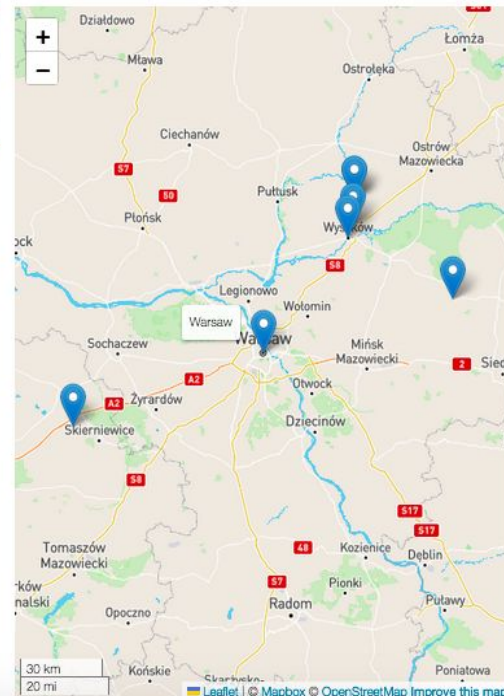 Działdowo
S61
+
−
Łomża
Mława
Ostrołęka
Ciechanów
Ostrów
Mazowiecka
S7
50
Pułtusk
Płońsk
ock
S8
Legionowo
Wołomin
Warsaw
Warsaw
Sochaczew
Mińsk
Mazowiecki
2
Sied
A2
Otwock
A2
Żyrardów
Skierniewice
Dziecinów
S8
S17
S17
48
Kozienice
Dęblin
Tomaszów
Mazowiecki
Pionki
S7
Radom
Puławy
rków
nalski
Opoczno
30 km
20 mi
Końskie
Poniatowa
Leaflet | © Mapbox © OpenStreetMap Improve this map